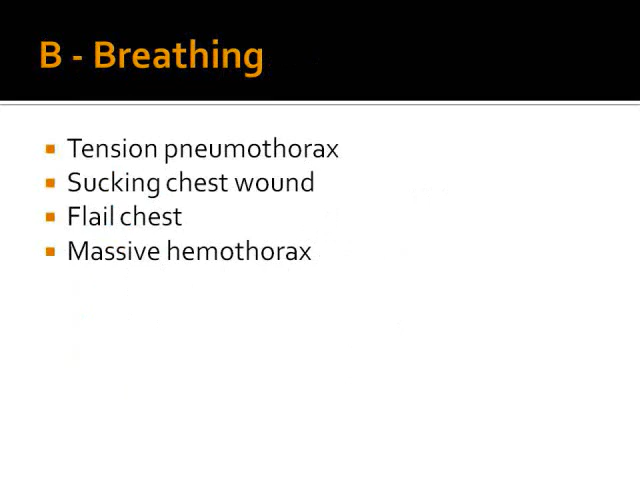 B - Breathing
Tension pneumothorax
Sucking chest wound
Flail chest
Massive hemothorax